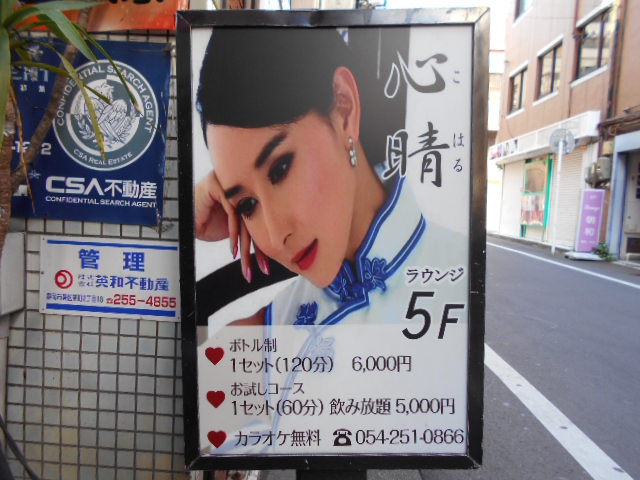 心晴
こはる
ラウンジ
5F
ボトル制
1セット(120分) 6,000円
お試しコース
1セット(60分) 飲み放題 5,000円
カラオケ無料 ☎054-251-0866
CONFIDENTIAL SEARCH AGENT
CSA REAL ESTATE
CSA不動産
CONFIDENTIAL SEARCH AGENT
管理
株式会社 英和不動産
☎255-4855